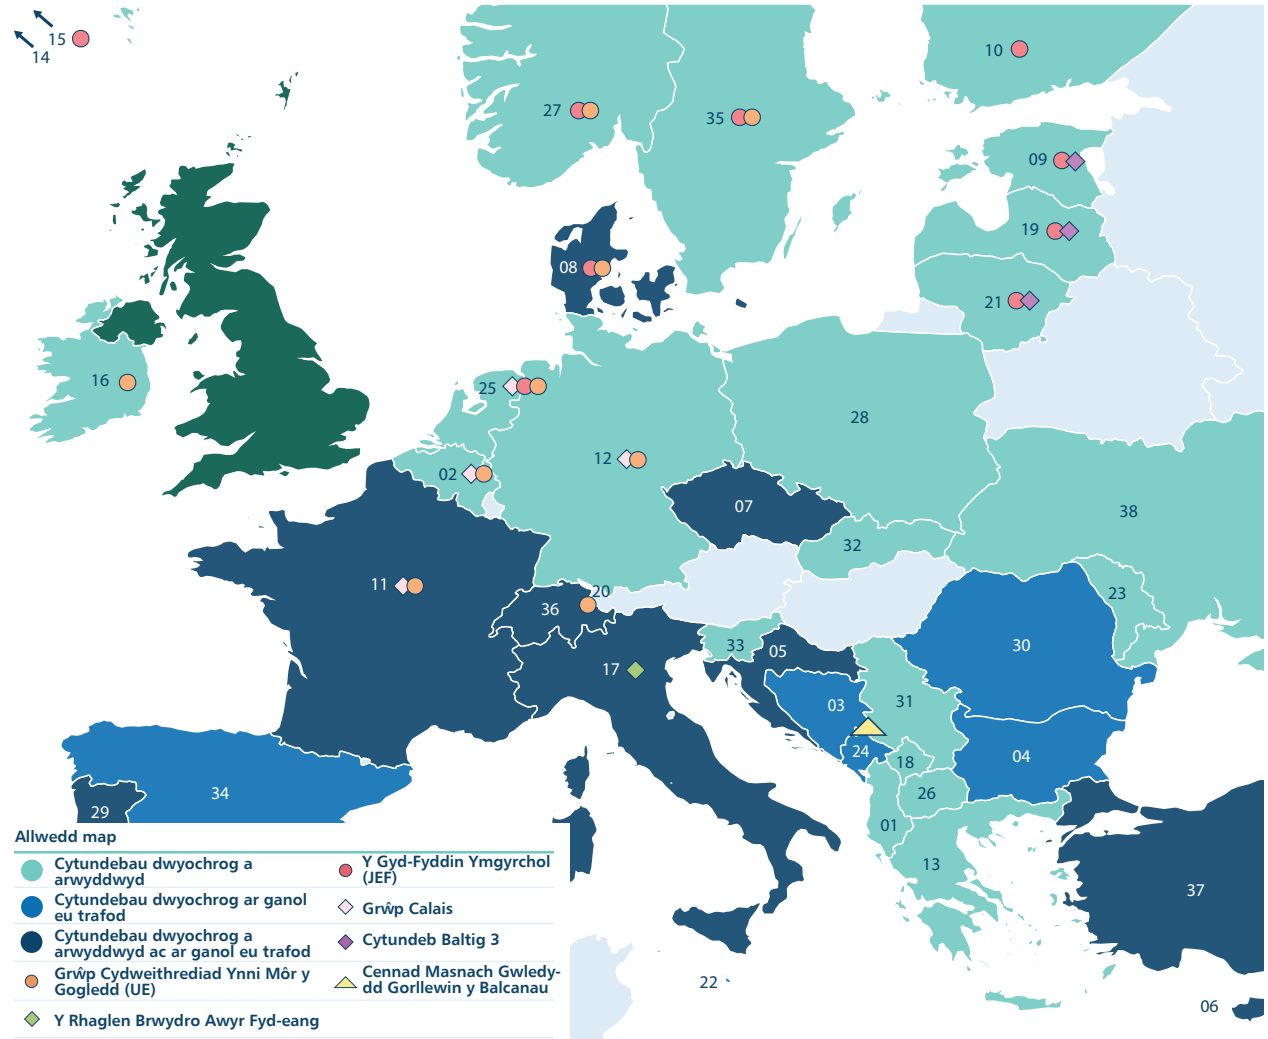 15
14
27
35
10
09
19
21
08
16
25
12
02
28
07
38
32
11
20
36
23
33
05
30
17
31
03
24
18
04
34
26
29
01
13
37
22
06
Allwedd map
Cytundebau dwyochrog a
arwyddwyd
Cytundebau dwyochrog ar ganol
eu trafod
Cytundebau dwyochrog a
arwyddwyd ac ar ganol eu trafod
Grŵp Cydweithrediad Ynni Môr y
Gogledd (UE)
Y Rhaglen Brwydro Awyr Fyd-eang
Y Gyd-Fyddin Ymgyrchol
(JEF)
Grŵp Calais
Cytundeb Baltig 3
Cennad Masnach Gwledy-
dd Gorllewin y Balcanau